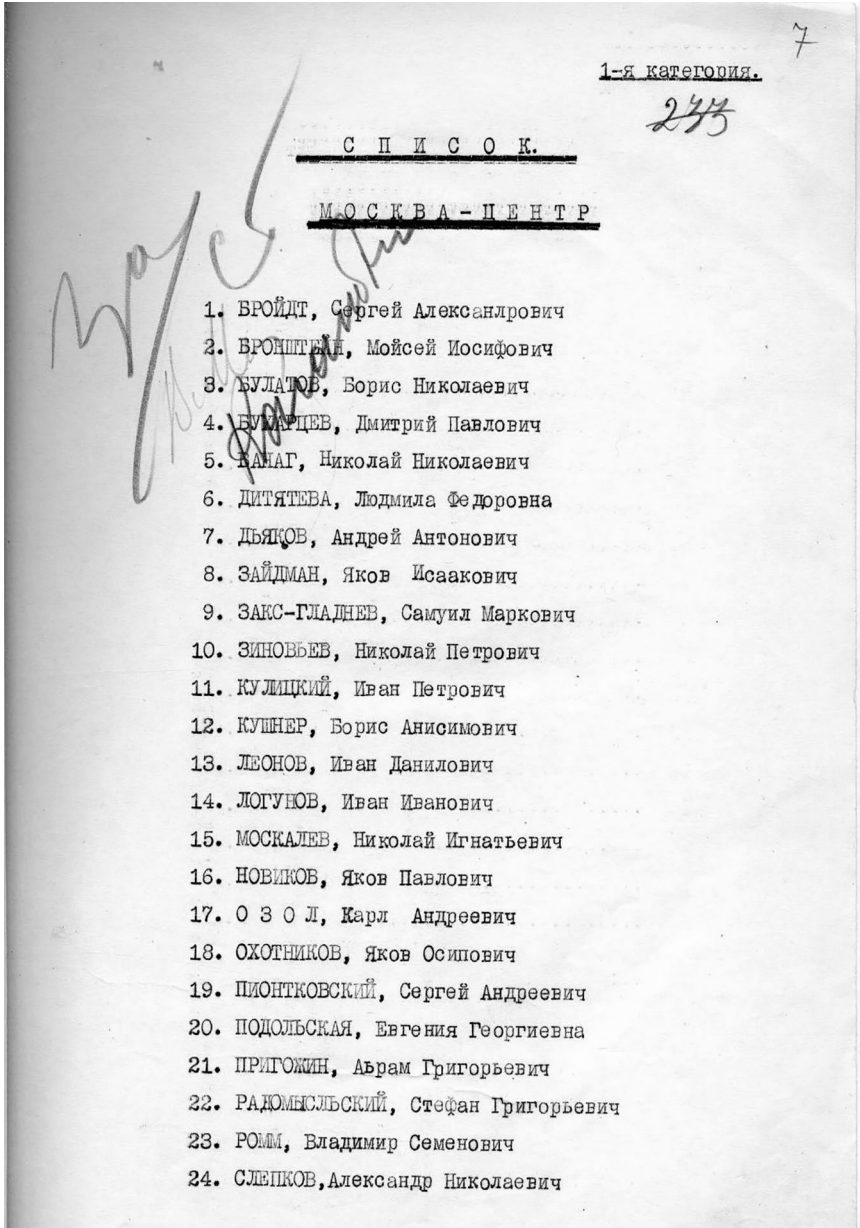 7
1-я категория.
233
С П И С О К.
М О С К В А - Ц Е Н Т Р
За
1. БРОЙДТ, Сергей Алексанлрович
2. БРОНШТЕЙН, Мойсей Иосифович
3. БУЛАТОВ, Борис Николаевич
4. БУХАРЦЕВ, Дмитрий Павлович
5. ВАНАГ, Николай Николаевич
6. ДИТЯТЕВА, Людмила Федоровна
7. ДЬЯКОВ, Андрей Антонович
8. ЗАЙДМАН, Яков Исаакович
9. ЗАКС-ГЛАДНЕВ, Самуил Маркович
10. ЗИНОВЬЕВ, Николай Петрович
11. КУЛИЦКИЙ, Иван Петрович
12. КУШНЕР, Борис Анисимович
13. ЛЕОНОВ, Иван Данилович
14. ЛОГУНОВ, Иван Иванович
15. МОСКАЛЕВ, Николай Игнатьевич
16. НОВИКОВ, Яков Павлович
17. О З О Л, Карл Андреевич
18. ОХОТНИКОВ, Яков Осипович
19. ПИОНТКОВСКИЙ, Сергей Андреевич
20. ПОДОЛЬСКАЯ, Евгения Георгиевна
21. ПРИГОЖИН, Аьрам Григорьевич
22. РАДОМЫСЛЬСКИЙ, Стефан Григорьевич
23. РОММ, Владимир Семенович
24. СЛЕПКОВ,Александр Николаевич